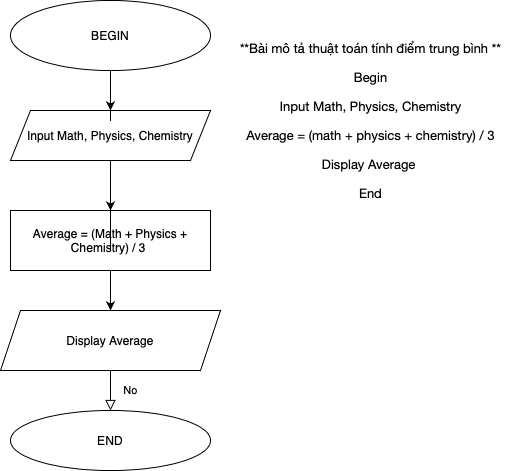 BEGIN
Input Math, Physics, Chemistry
Average = (Math + Physics +
Chemistry) / 3
Display Average
No
END
**Bài mô tả thuật toán tính điểm trung bình **
Begin
Input Math, Physics, Chemistry
Average = (math + physics + chemistry) / 3
Display Average
End